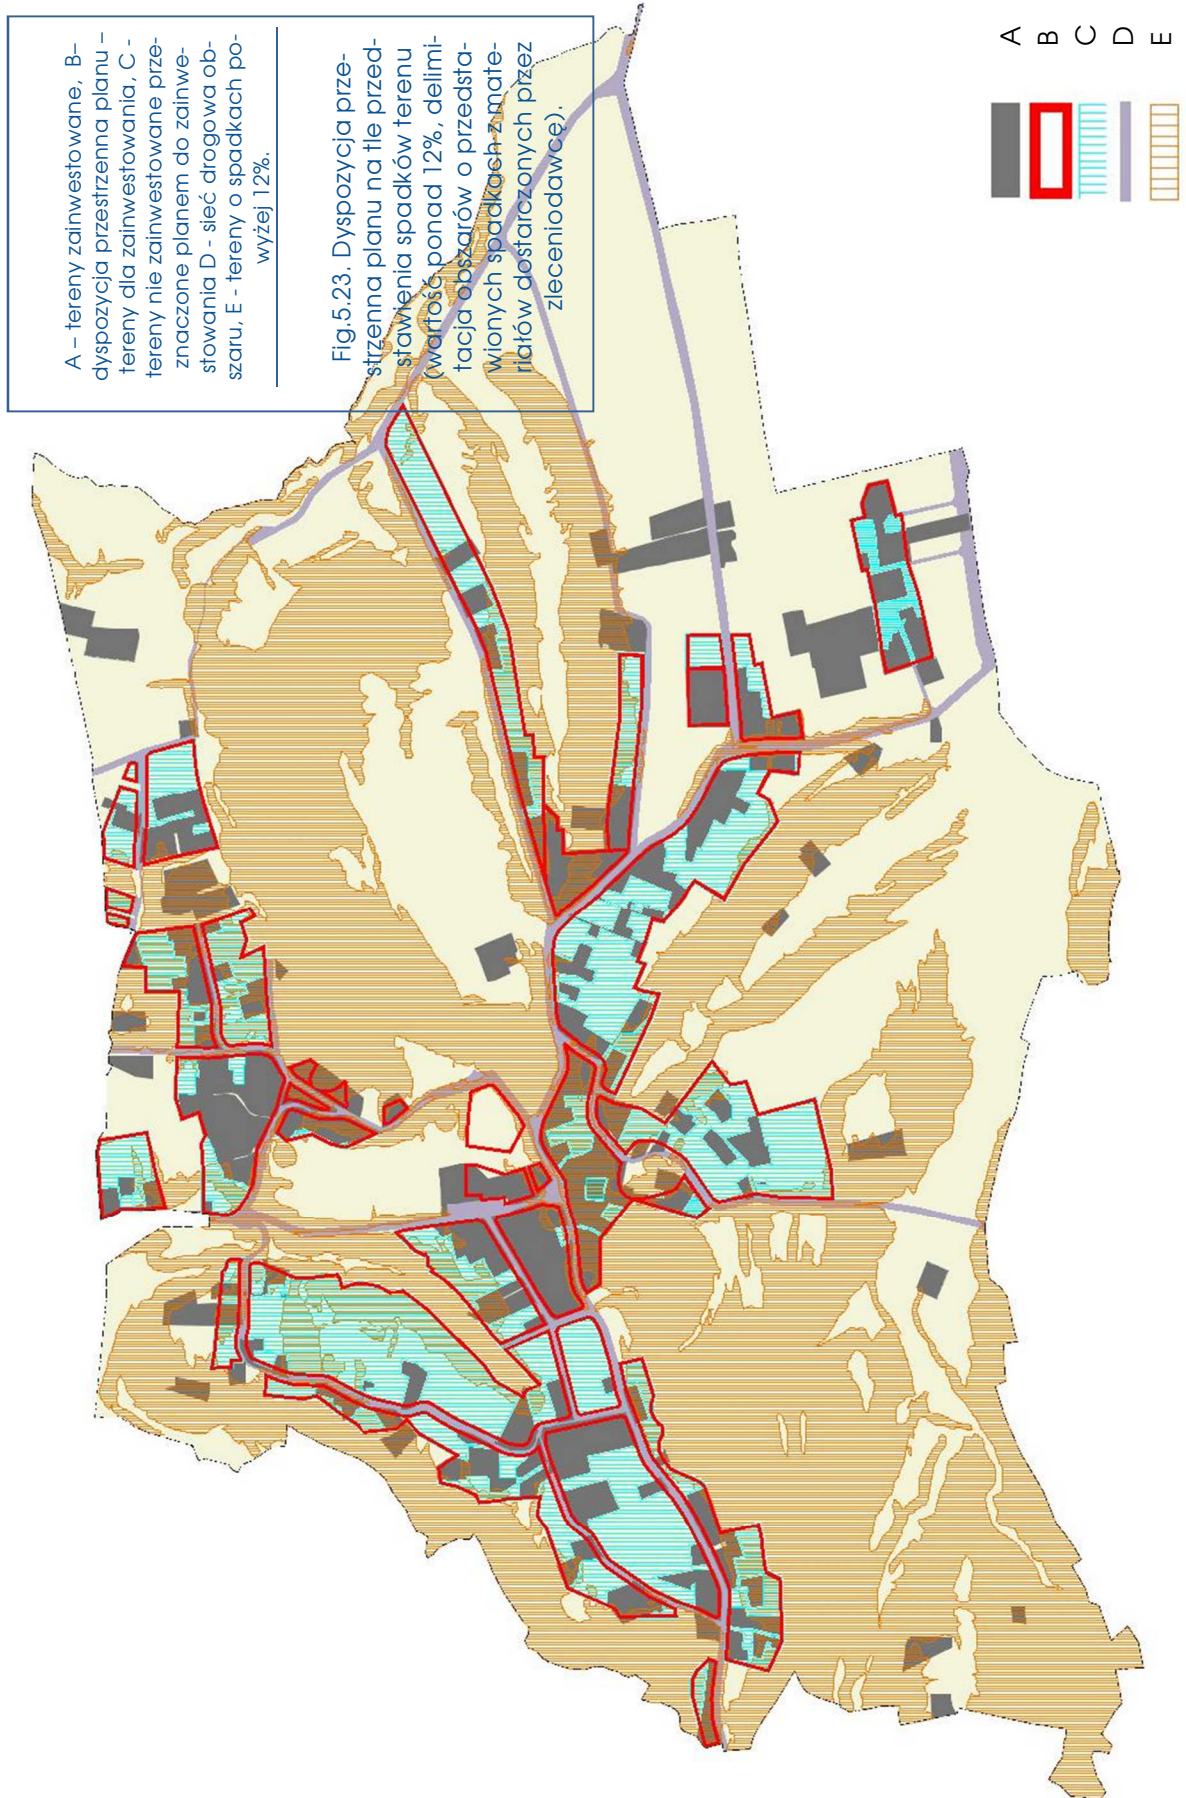 A – tereny zainwestowane, B–
dyspozycja przestrzenna planu –
tereny dla zainwestowania, C -
tereny nie zainwestowane prze-
znaczone planem do zainwe-
stowania D - sieć drogowa ob-
szaru, E - tereny o spadkach po-
wyżej 12%.
Fig.5.23. Dyspozycja prze-
strzenna planu na tle przed-
stawienia spadków terenu
(wartość ponad 12%, delimi-
tacja obszarów o przedsta-
wionych spadkach z mate-
riałów dostarczonych przez
zleceniodawcę).
A
B
C
D
E